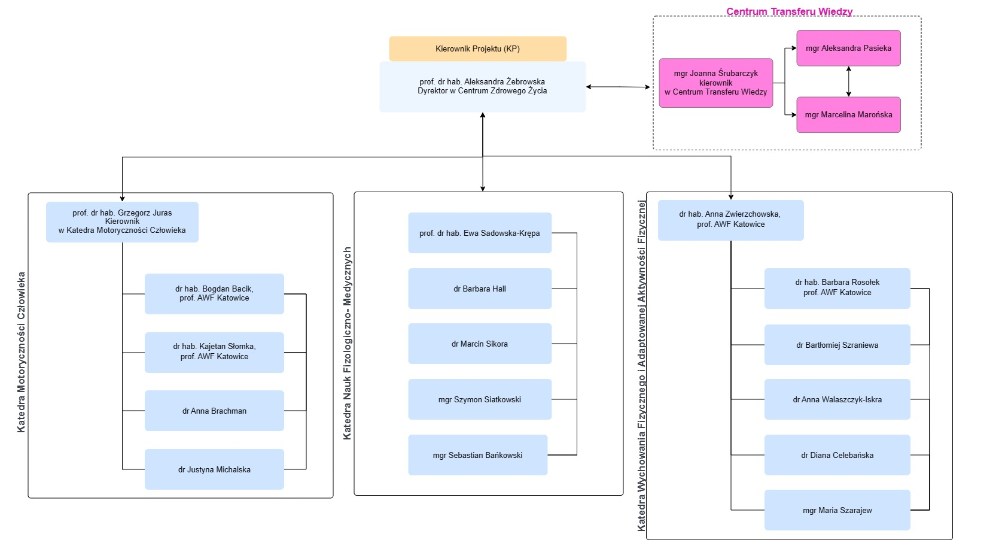 Centrum Transferu Wiedzy
Kierownik Projektu (KP)
prof. dr hab. Aleksandra Żebrowska
Dyrektor w Centrum Zdrowego Życia
mgr Joanna Śrubarczyk
kierownik
w Centrum Transferu Wiedzy
mgr Aleksandra Pasieka
mgr Marcelina Marońska
Katedra Motoryczności Człowieka
prof. dr hab. Grzegorz Juras
Kierownik
w Katedra Motoryczności Człowieka
dr hab. Bogdan Bacik,
prof. AWF Katowice
dr hab. Kajetan Słomka,
prof. AWF Katowice
dr Anna Brachman
dr Justyna Michalska
Katedra Nauk Fizologiczno- Medycznych
prof. dr hab. Ewa Sadowska-Krępa
dr Barbara Hall
dr Marcin Sikora
mgr Szymon Siatkowski
mgr Sebastian Bańkowski
Katedra Wychowania Fizycznego i Adaptowanej Aktywności Fizycznej
dr hab. Anna Zwierzchowska,
prof. AWF Katowice
dr hab. Barbara Rosołek
prof. AWF Katowice
dr Bartłomiej Szraniewa
dr Anna Walaszczyk-Iskra
dr Diana Celebańska
mgr Maria Szarajew